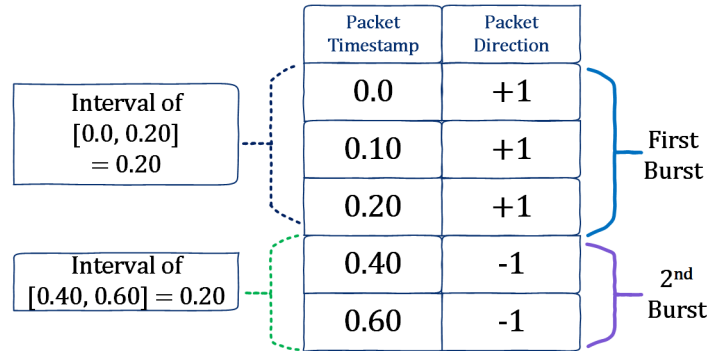 Packet Timestamp
Packet Direction
Interval of
[0.0, 0.20]
= 0.20
0.0
+1
0.10
+1
0.20
+1
First
Burst
Interval of
[0.40, 0.60] = 0.20
0.40
-1
0.60
-1
2nd
Burst